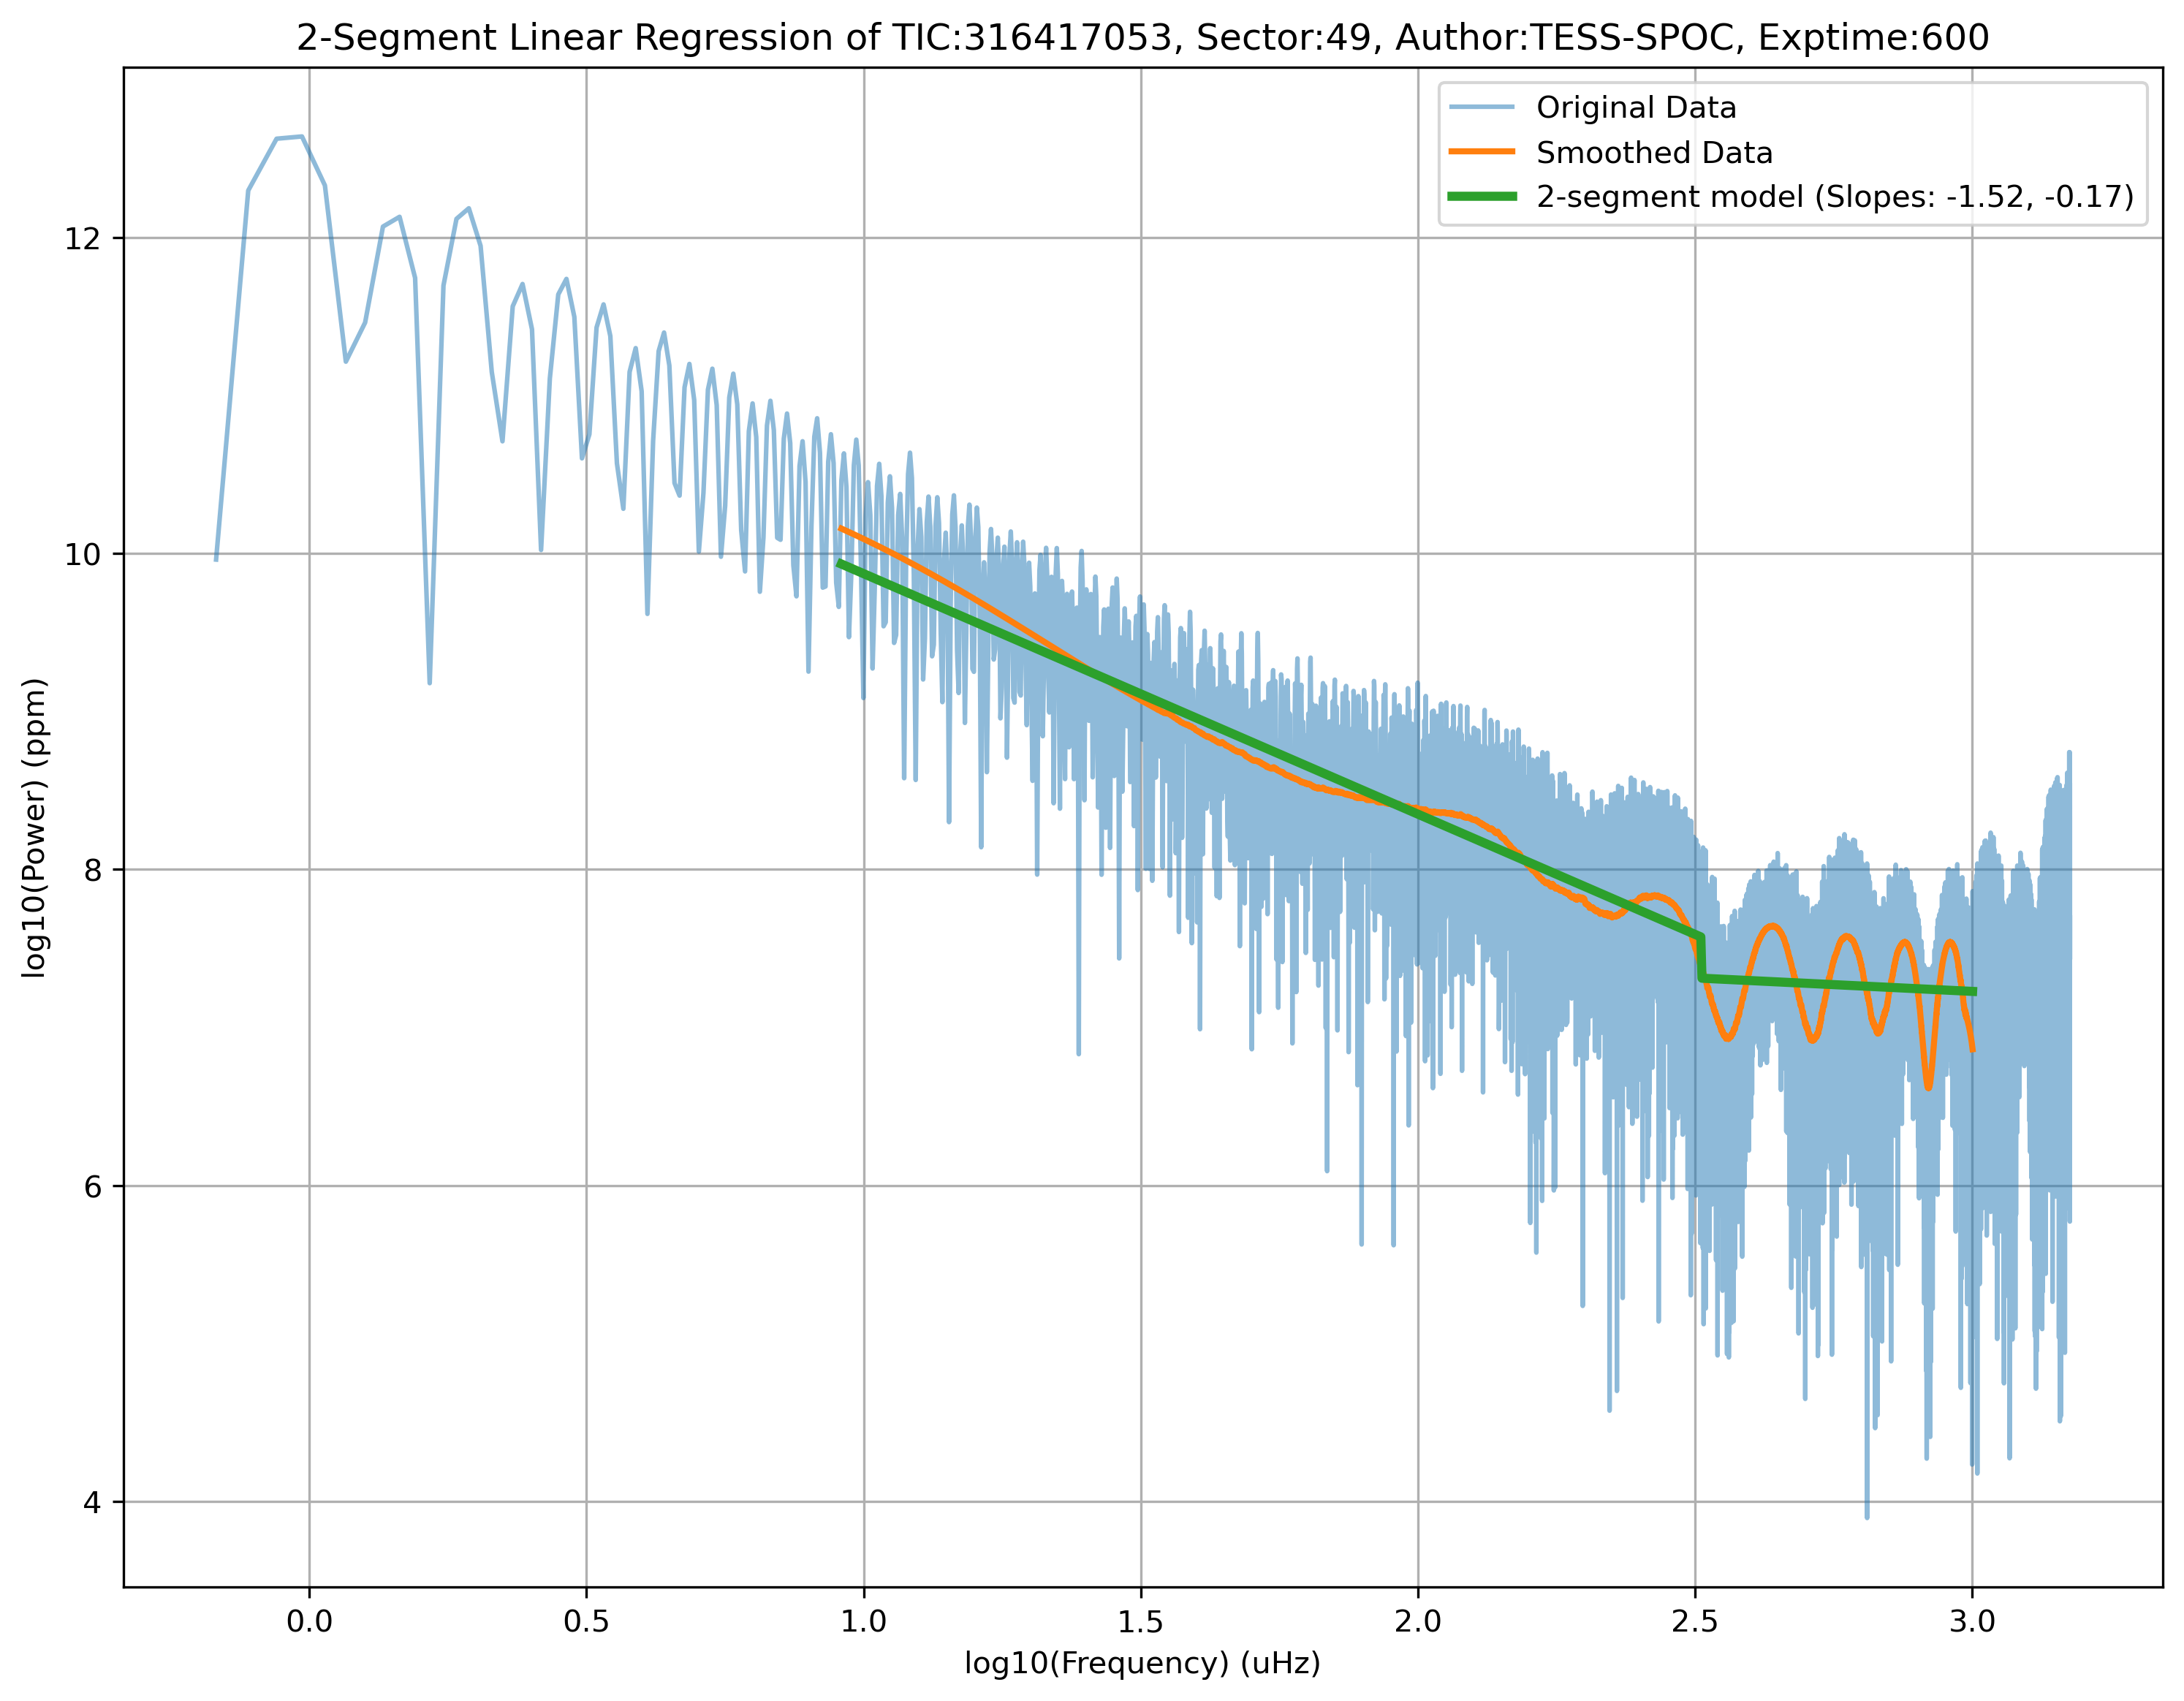 2-Segment Linear Regression of TIC:316417053, Sector:49, Author:TESS-SPOC, Exptime:600
Original Data
Smoothed Data
2-segment model (Slopes: -1.52, -0.17)
log10(Power) (ppm)
12
10
8
6
4
0.0 0.5 1.0 1.5 2.0 2.5 3.0
log10(Frequency) (uHz)